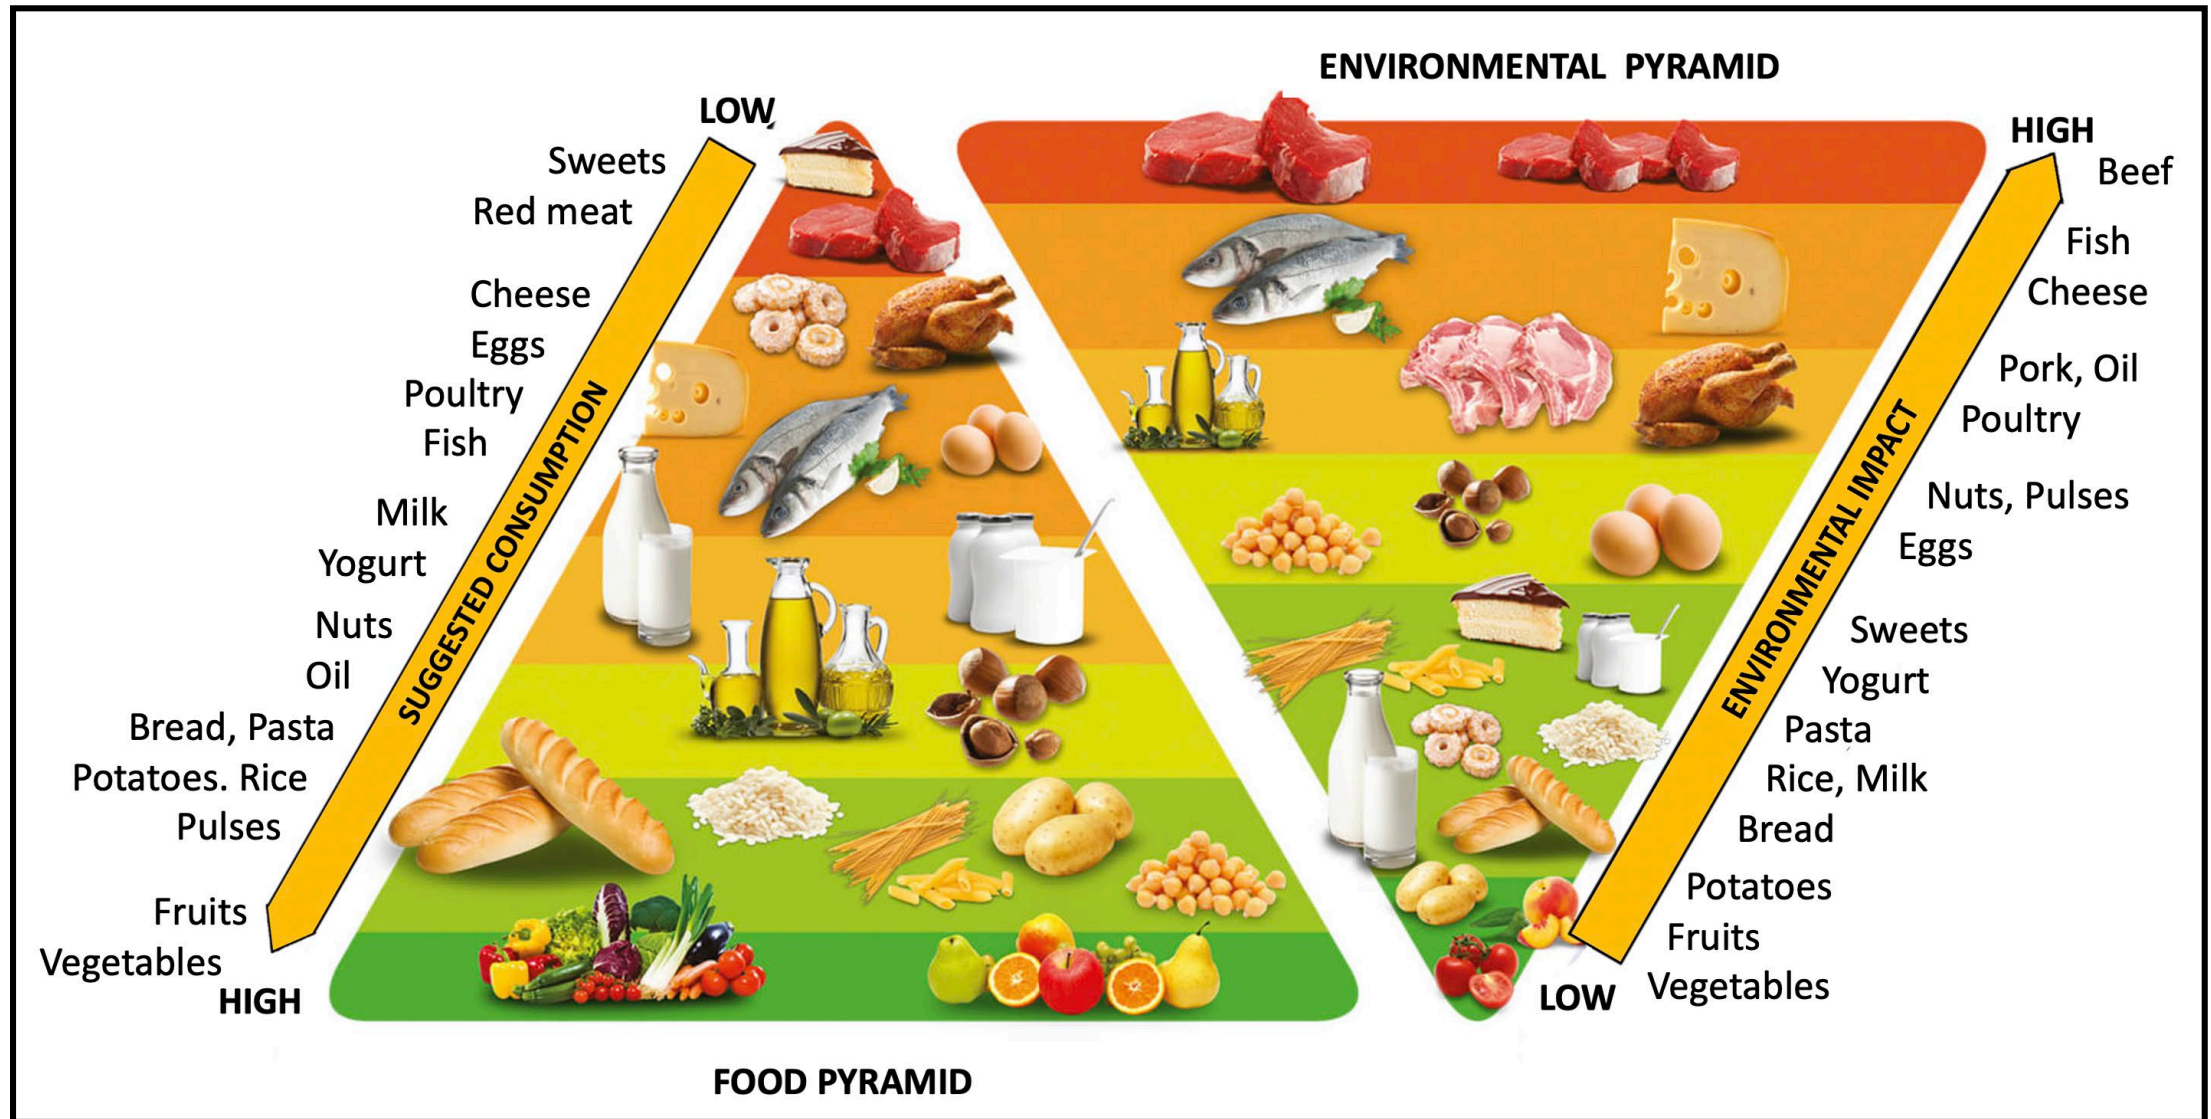 ENVIRONMENTAL PYRAMID
LOW
Sweets
Red meat
Cheese
Eggs
Poultry
Fish
Milk
Yogurt
Nuts
Oil
Bread, Pasta
Potatoes. Rice
Pulses
Fruits
Vegetables
HIGH
SUGGESTED CONSUMPTION
HIGH
Beef
Fish
Cheese
Pork, Oil
Poultry
Nuts, Pulses
Eggs
Sweets
Yogurt
Pasta
Rice, Milk
Bread
Potatoes
Fruits
Vegetables
LOW
ENVIRONMENTAL IMPACT
FOOD PYRAMID